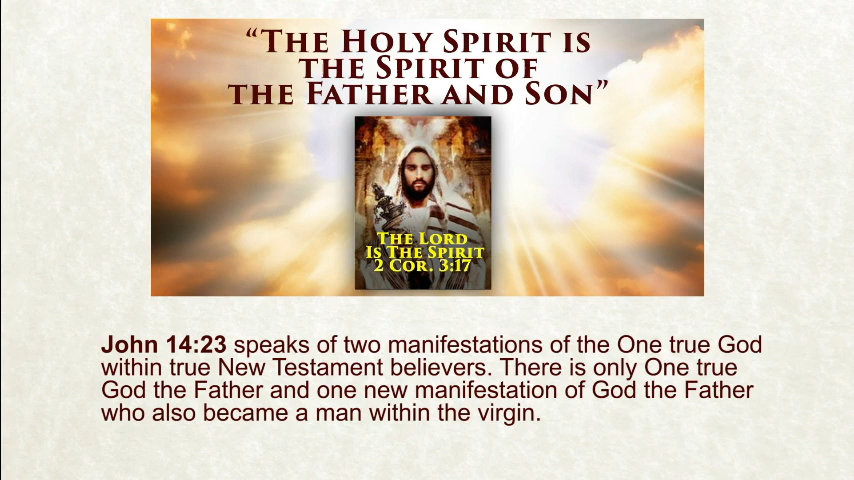 “The Holy Spirit is
the Spirit of
the Father and Son”
The Lord
Is The Spirit
2 Cor. 3:17
John 14:23 speaks of two manifestations of the One true God
within true New Testament believers. There is only One true
God the Father and one new manifestation of God the Father
who also became a man within the virgin.